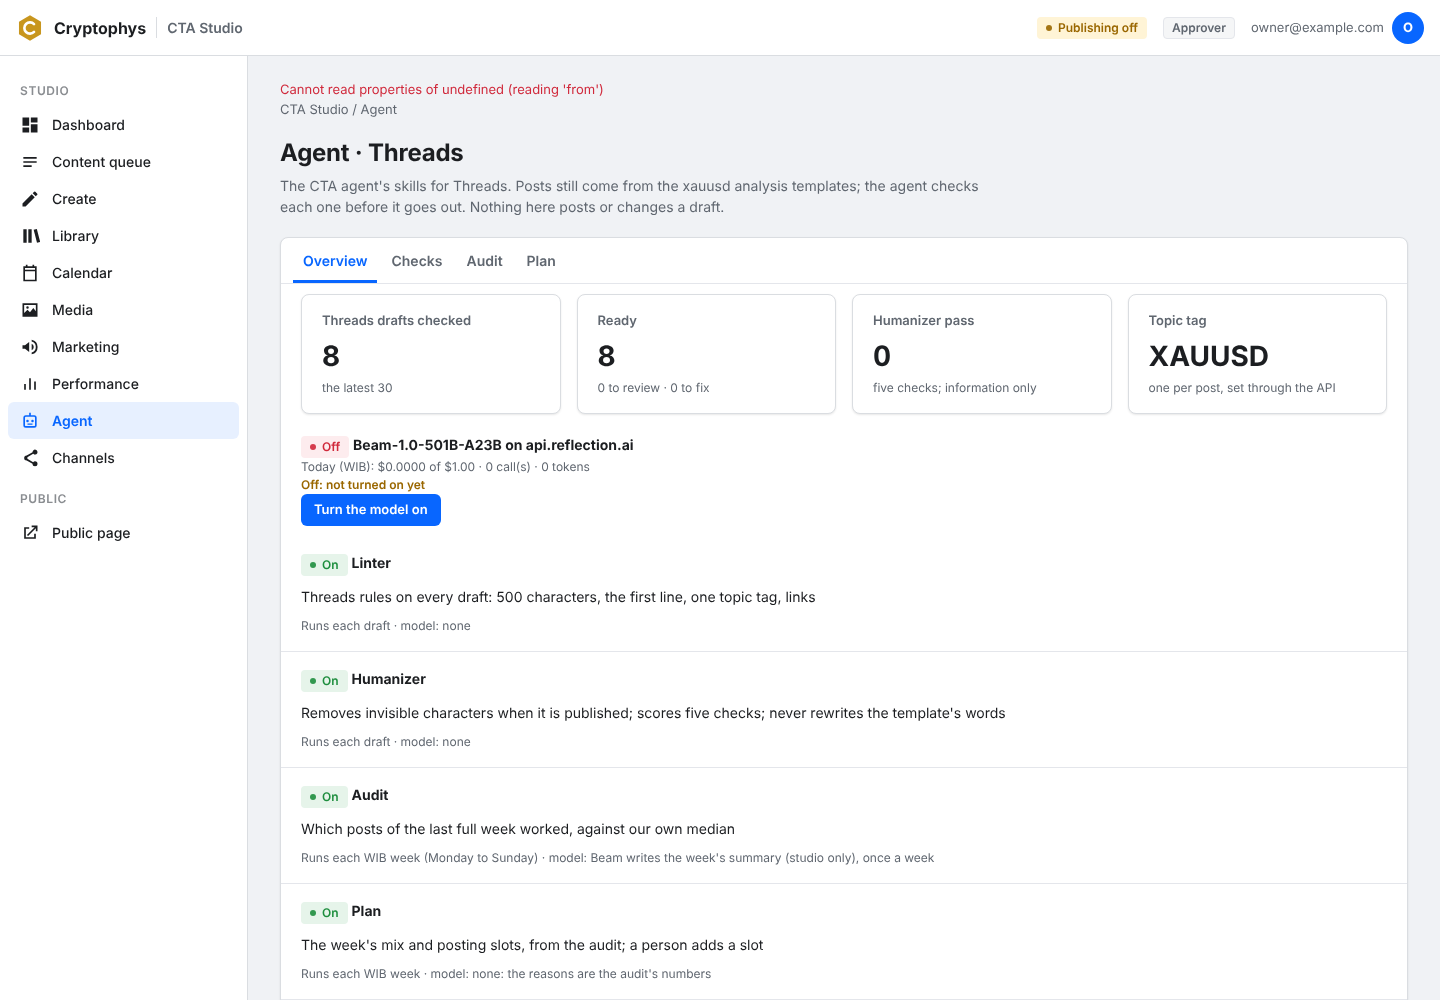 Cryptophys
CTA Studio
Publishing off
Approver
owner@example.com
O
STUDIO
Dashboard
Content queue
Create
Library
Calendar
Media
Marketing
Performance
Agent
Channels
PUBLIC
Public page
Cannot read properties of undefined (reading 'from')
CTA Studio / Agent
Agent · Threads
The CTA agent's skills for Threads. Posts still come from the xauusd analysis templates; the agent checks
each one before it goes out. Nothing here posts or changes a draft.
Overview Checks Audit Plan
Threads drafts checked
8
the latest 30
Ready
8
0 to review · 0 to fix
Humanizer pass
0
five checks; information only
Topic tag
XAUUSD
one per post, set through the API
Off Beam-1.0-501B-A23B on api.reflection.ai
Today (WIB): $0.0000 of $1.00 · 0 call(s) · 0 tokens
Off: not turned on yet
Turn the model on
On Linter
Threads rules on every draft: 500 characters, the first line, one topic tag, links
Runs each draft · model: none
On Humanizer
Removes invisible characters when it is published; scores five checks; never rewrites the template's words
Runs each draft · model: none
On Audit
Which posts of the last full week worked, against our own median
Runs each WIB week (Monday to Sunday) · model: Beam writes the week's summary (studio only), once a week
On Plan
The week's mix and posting slots, from the audit; a person adds a slot
Runs each WIB week · model: none: the reasons are the audit's numbers